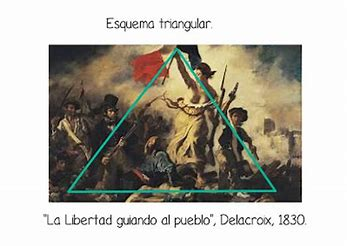 Esquema triangular.
"La Libertad guiando al pueblo", Delacroix, 1830.